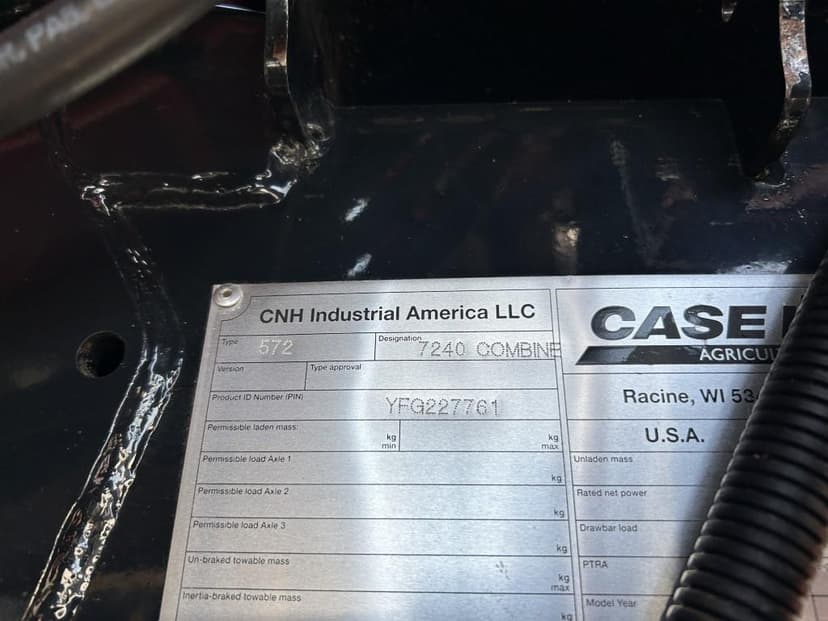 CNH Industrial America LLC
Type
572
Designation
7240 COMBINE
Version
Type approval
Product ID Number (PIN)
YFG227761
Permissible laden mass:
kg
min
kg
max
Permissible load Axle 1
kg
Permissible load Axle 2
kg
Permissible load Axle 3
kg
Un-braked towable mass
kg
max
Inertia-braked towable mass
kg
CASE
Racine, WI
U.S.A.
Unladen mass
Rated net power
Drawbar load
PTRA
Model Year